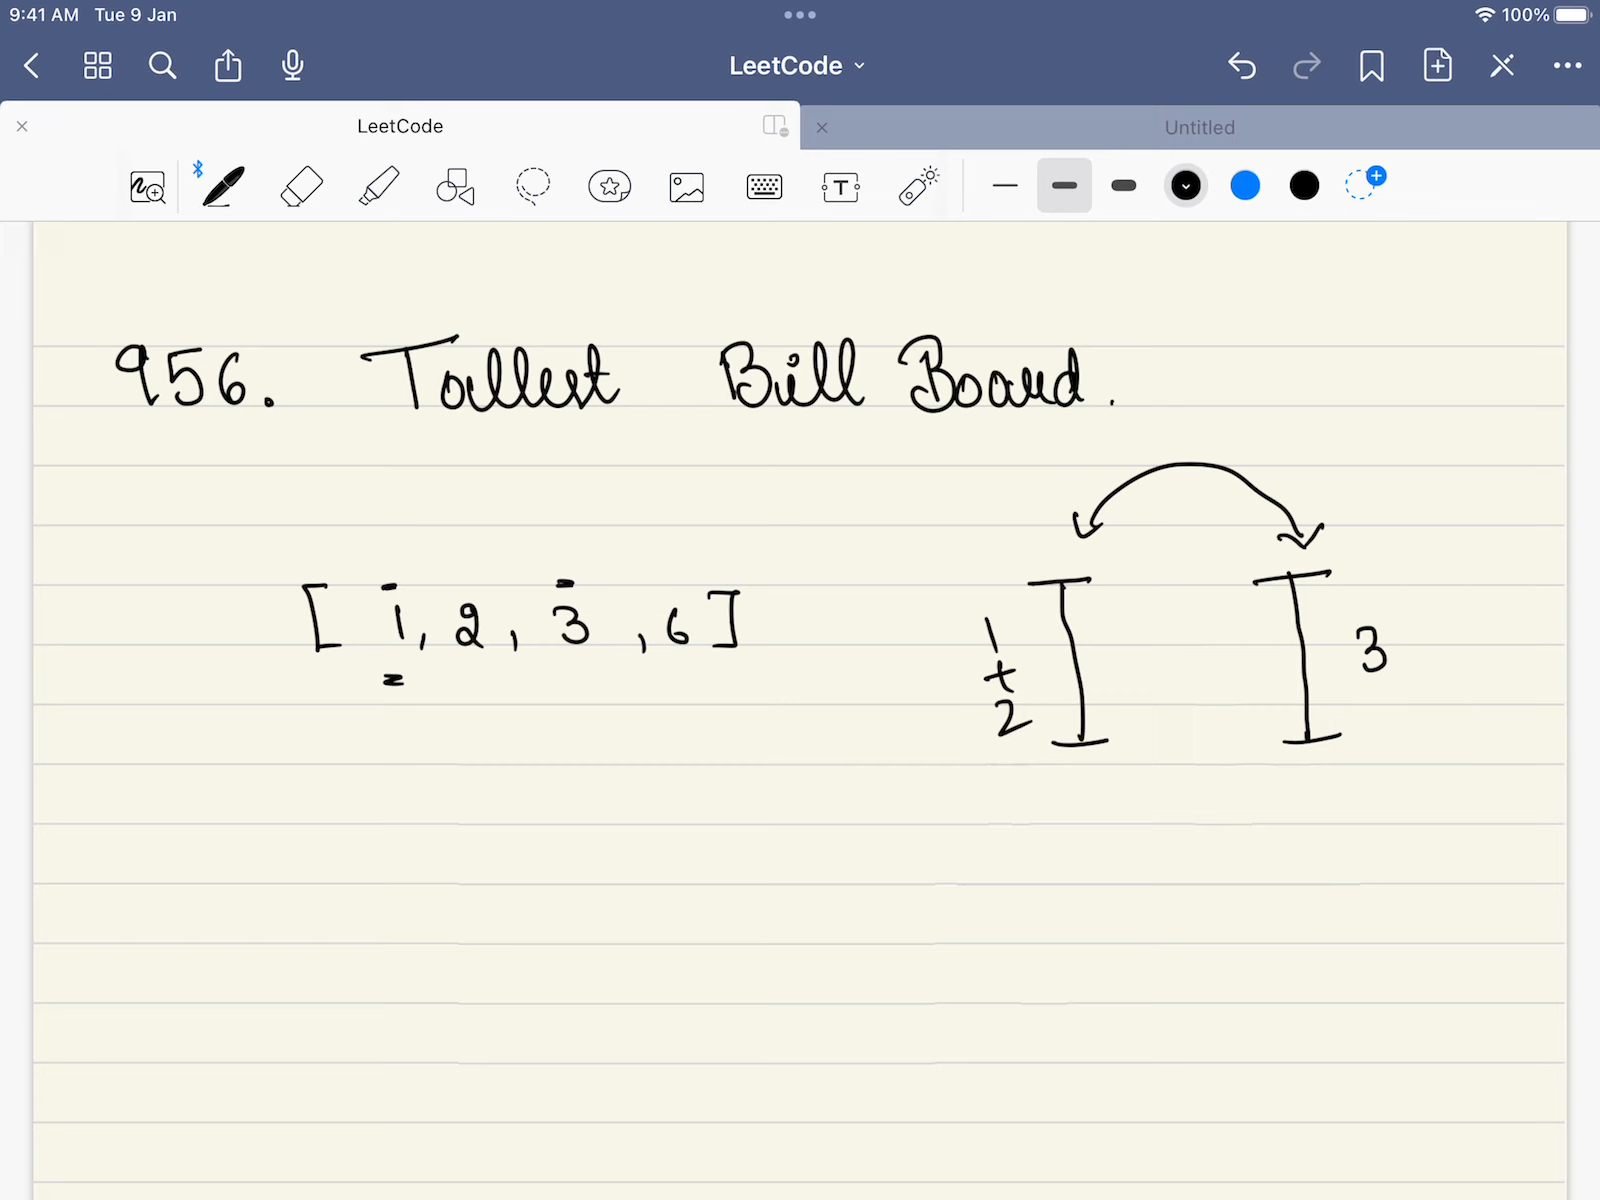 9:41 AM Tue 9 Jan 100%
LeetCode
LeetCode Untitled
T
956. Tallest Bill Board.
[ 1, 2, 3, 6]
1
+
2
3